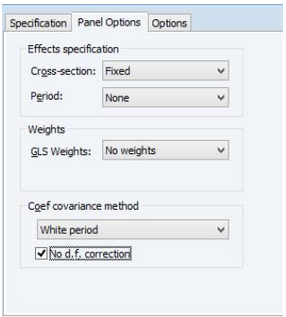 Specification Panel Options Options
Effects specification
Cross-section: Fixed
Period: None
Weights
GLS Weights: No weights
Coef covariance method
White period
No d.f. correction